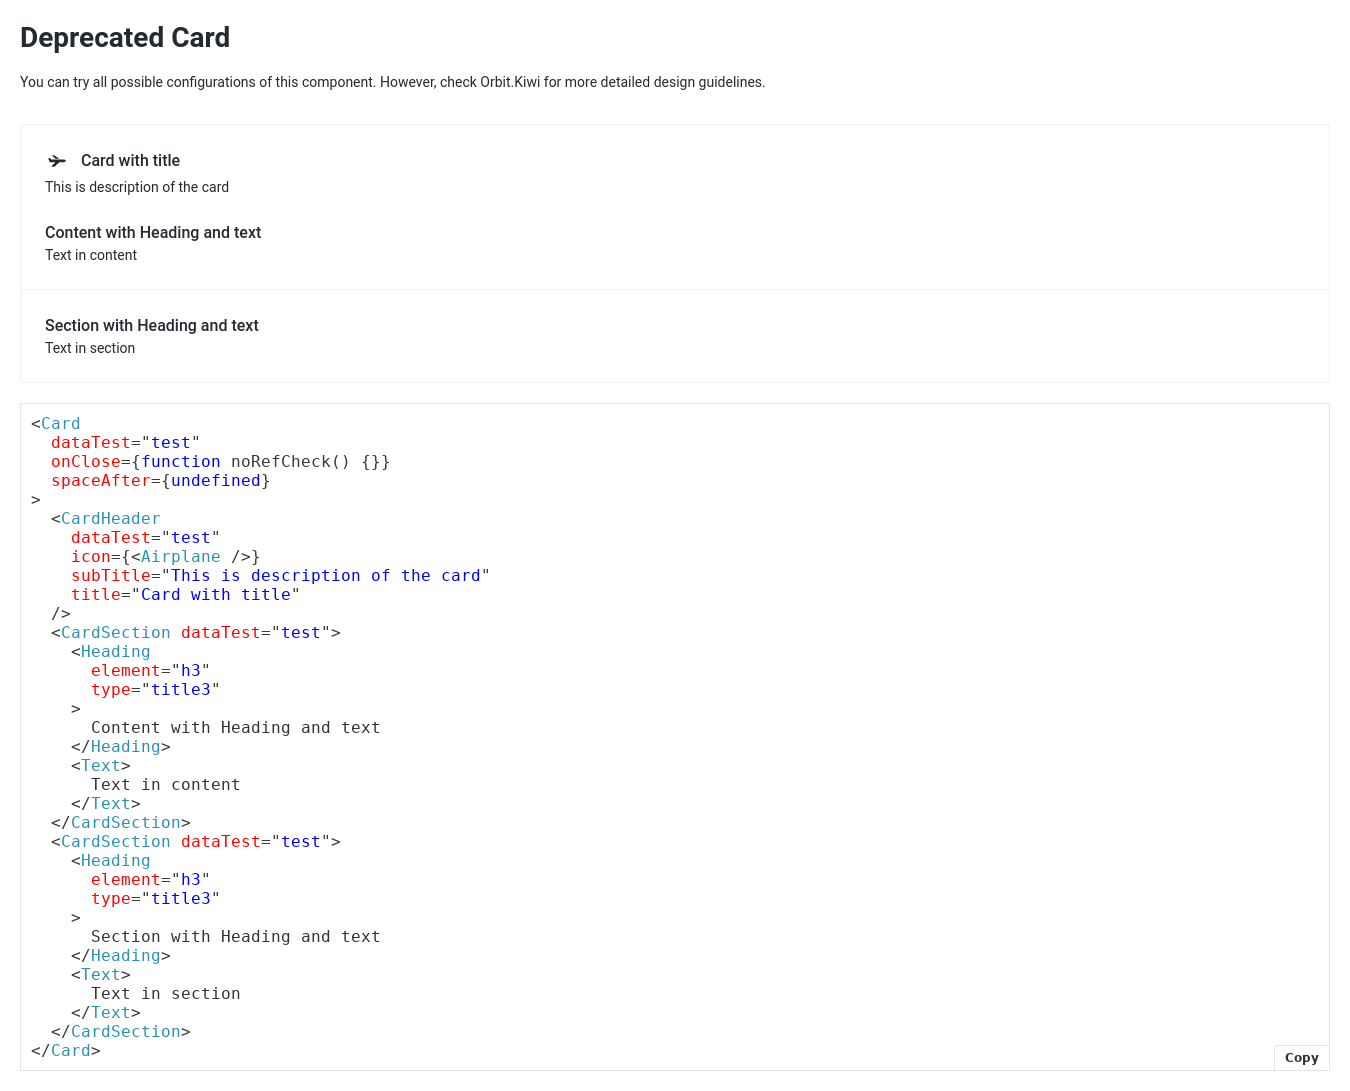 Deprecated Card
You can try all possible configurations of this component. However, check Orbit.Kiwi for more detailed design guidelines.
Card with title
This is description of the card
Content with Heading and text
Text in content
Section with Heading and text
Text in section
<Card
  dataTest="test"
  onClose={function noRefCheck() {}}
  spaceAfter={undefined}
>
  <CardHeader
    dataTest="test"
    icon={<Airplane />}
    subTitle="This is description of the card"
    title="Card with title"
  />
  <CardSection dataTest="test">
    <Heading
      element="h3"
      type="title3"
    >
      Content with Heading and text
    </Heading>
    <Text>
      Text in content
    </Text>
  </CardSection>
  <CardSection dataTest="test">
    <Heading
      element="h3"
      type="title3"
    >
      Section with Heading and text
    </Heading>
    <Text>
      Text in section
    </Text>
  </CardSection>
</Card>
Copy